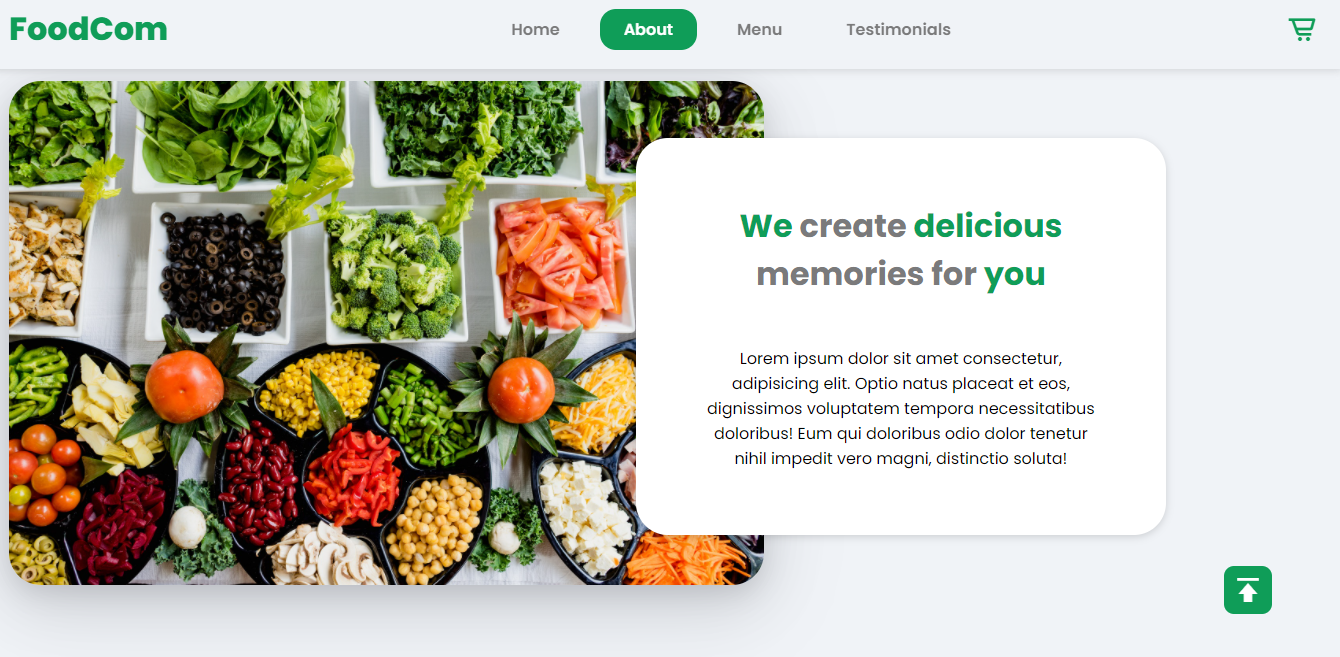 FoodCom
Home
About
Menu
Testimonials
We create delicious
memories for you
Lorem ipsum dolor sit amet consectetur,
adipisicing elit. Optio natus placeat et eos,
dignissimos voluptatem tempora necessitatibus
doloribus! Eum qui doloribus odio dolor tenetur
nihil impedit vero magni, distinctio soluta!